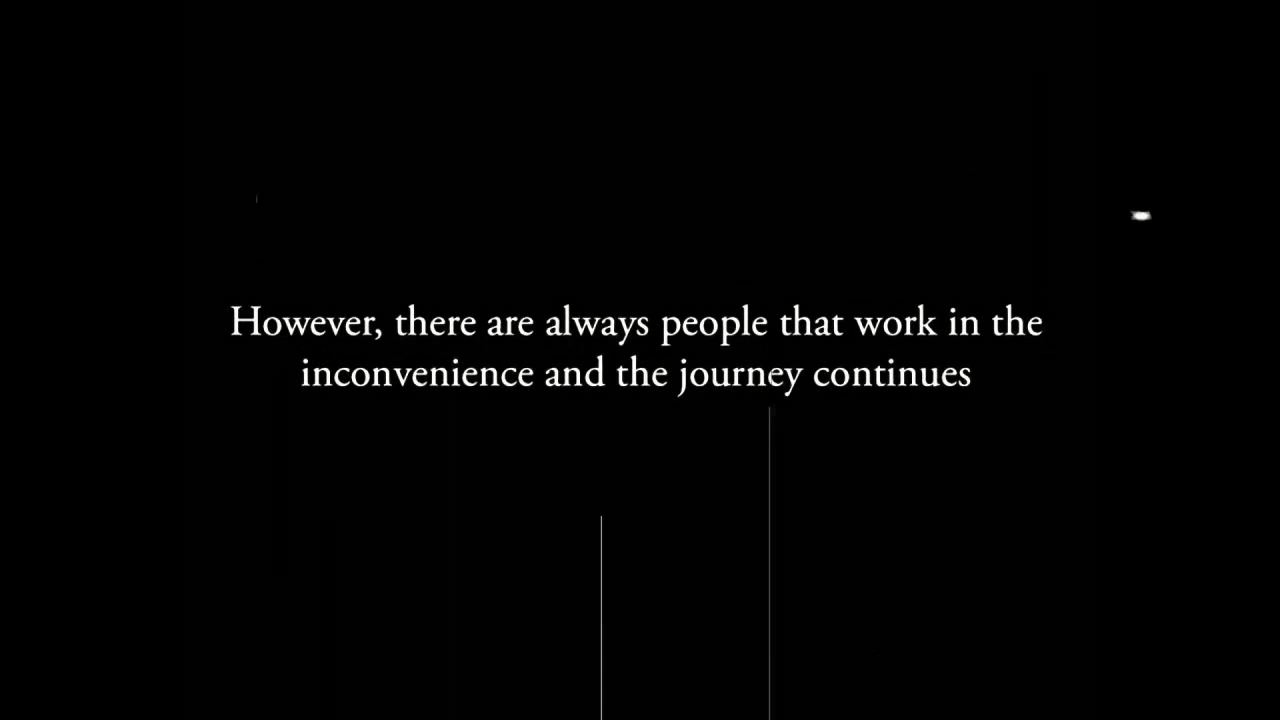 However, there are always people that work in the
inconvenience and the journey continues